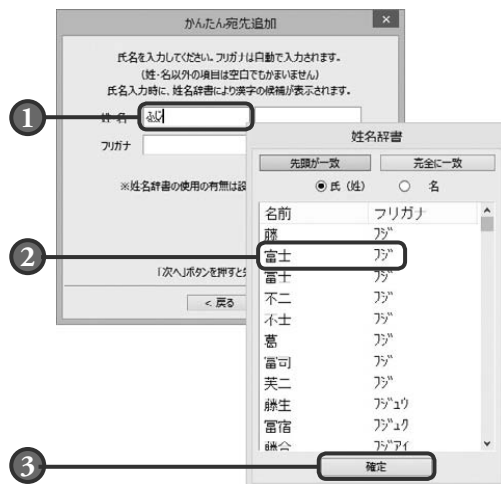 かんたん宛先追加
氏名を入力してください。フリガナは自動で入力されます。
(姓・名以外の項目は空白でもかまいません)
氏名入力時に、姓名辞書により漢字の候補が表示されます。
1
姓 名 ふじ
フリガナ
※姓名辞書の使用の有無は設
「次へ」ボタンを押すと
< 戻る
姓名辞書
先頭が一致 完全に一致
氏 (姓) 名
名前 フリガナ
藤 フジ
2
富士 フジ
冨士 フジ
不二 フジ
不士 フジ
葛 フジ
冨司 フジ
芙二 フジ
藤生 フジュウ
冨宿 フジュク
藤合 フジアイ
3
確定